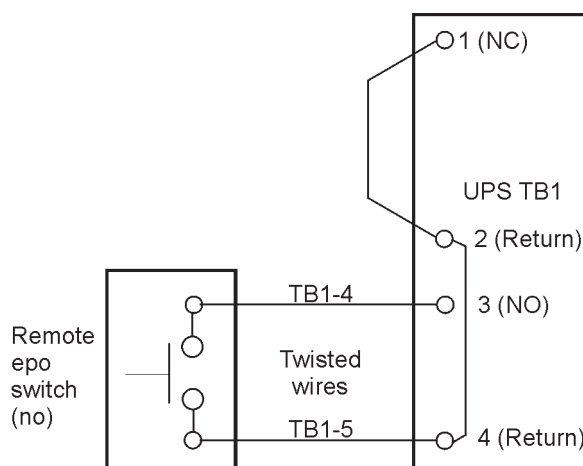 1 (NC)
UPS TB1
2 (Return)
TB1-4
3 (NO)
Remote
epo
switch
(no)
Twisted
wires
TB1-5
4 (Return)